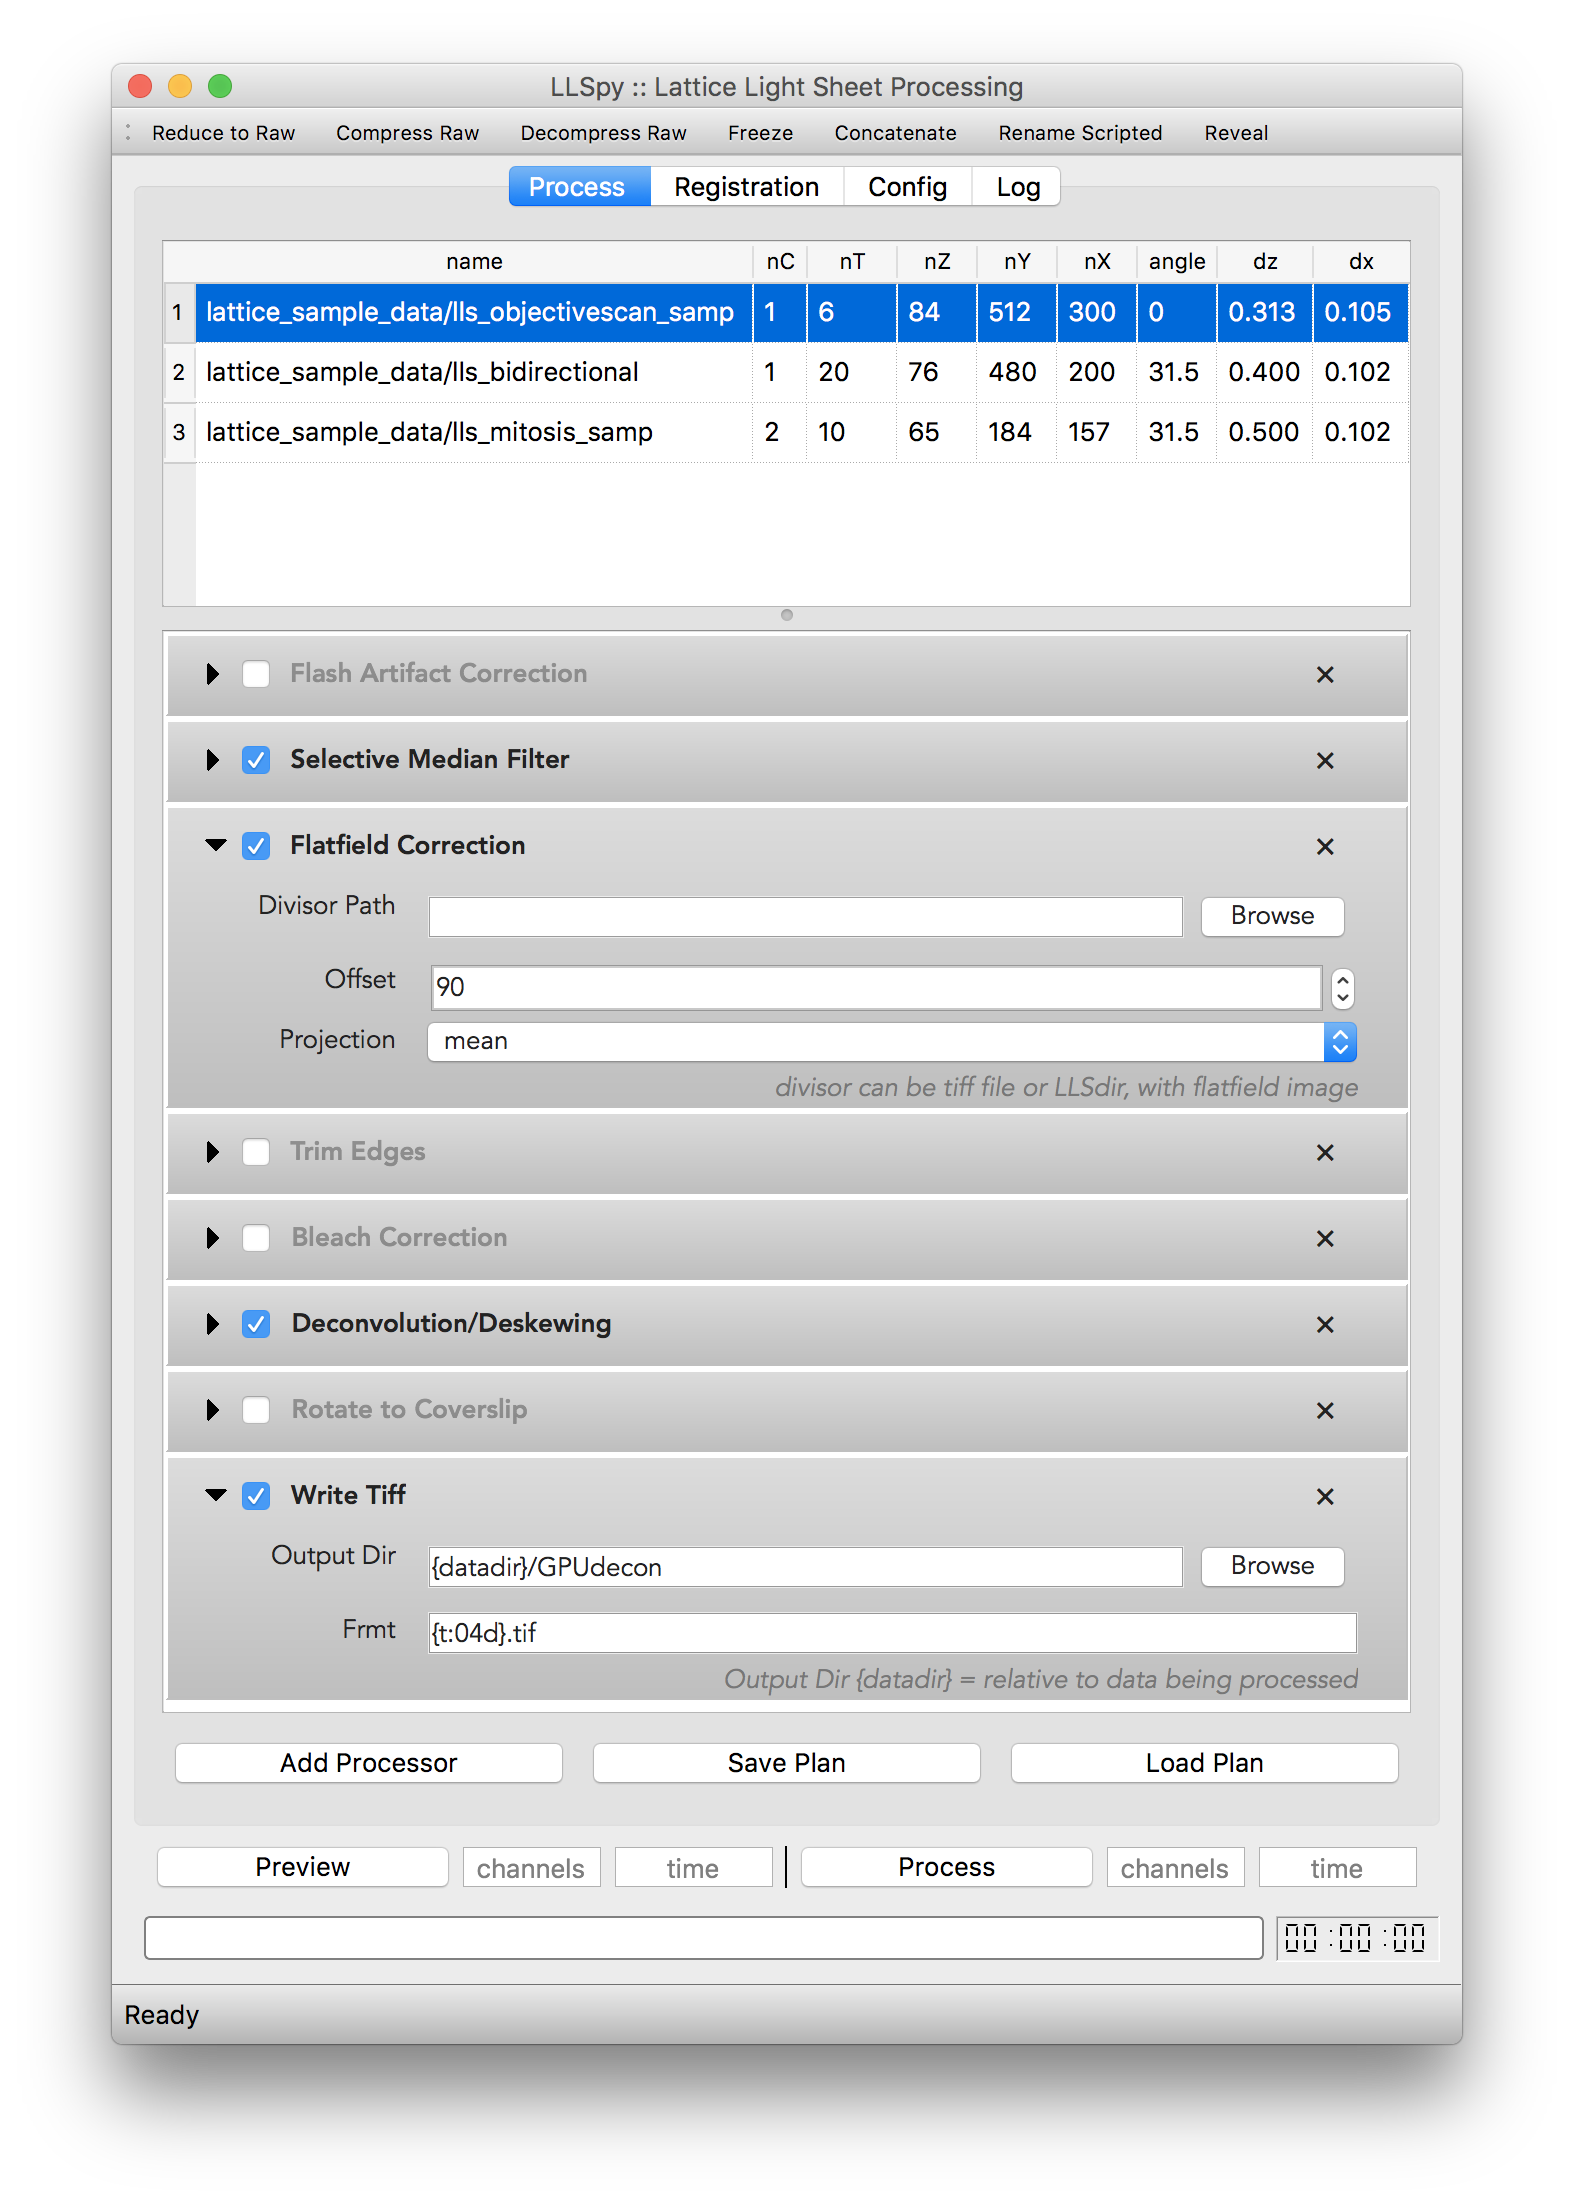 LLSpy :: Lattice Light Sheet Processing
Reduce to Raw Compress Raw Decompress Raw Freeze Concatenate Rename Scripted Reveal
Process Registration Config Log
name nC nT nZ nY nX angle dz dx
1 lattice_sample_data/lls_objectivescan_samp 1 6 84 512 300 0 0.313 0.105
2 lattice_sample_data/lls_bidirectional 1 20 76 480 200 31.5 0.400 0.102
3 lattice_sample_data/lls_mitosis_samp 2 10 65 184 157 31.5 0.500 0.102
Flash Artifact Correction
Selective Median Filter
Flatfield Correction
Divisor Path Browse
Offset 90
Projection mean
divisor can be tiff file or LLSdir, with flatfield image
Trim Edges
Bleach Correction
Deconvolution/Deskewing
Rotate to Coverslip
Write Tiff
Output Dir {datadir}/GPUdecon Browse
Frmt {t:04d}.tif
Output Dir {datadir} = relative to data being processed
Add Processor Save Plan Load Plan
Preview channels time Process channels time
00:00:00
Ready